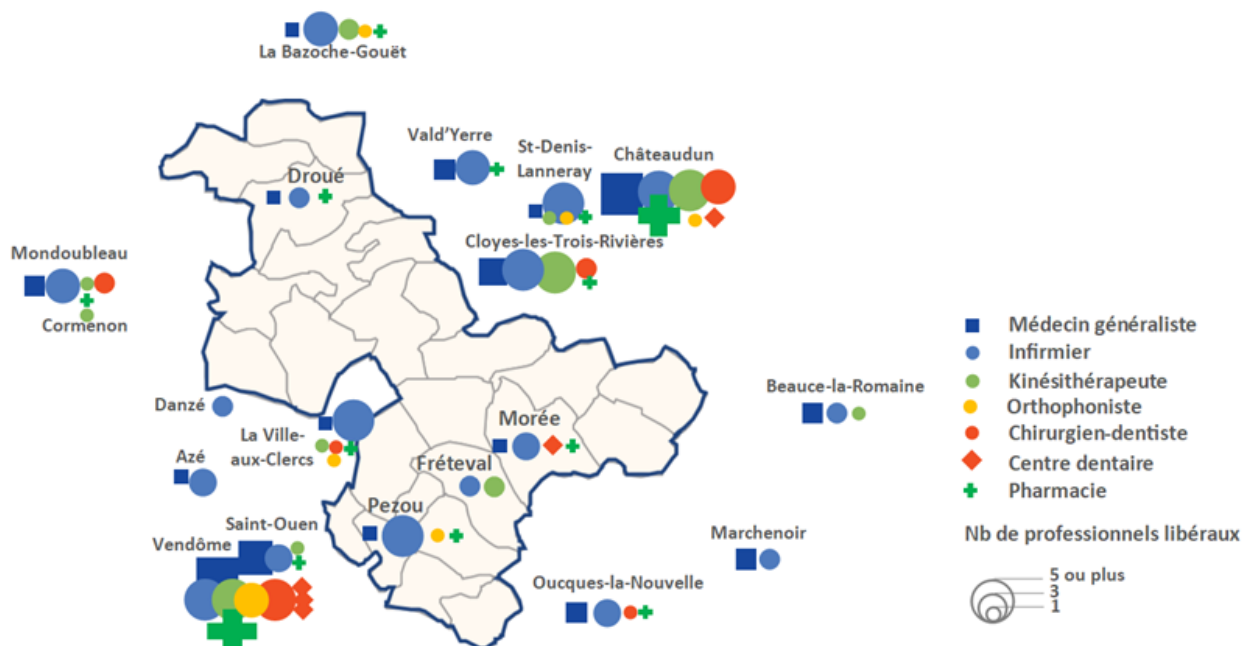 La Bazoche-Gouët
Vald'Yerre
St-Denis-
Lanneray
Châteaudun
Droué
Cloyes-les-Trois-Rivières
Mondoubleau
Cormenon
Médecin généraliste
Infirmier
Kinésithérapeute
Orthophoniste
Chirurgien-dentiste
Centre dentaire
Pharmacie
Nb de professionnels libéraux
5 ou plus
3
1
Beauce-la-Romaine
Danzé
La Ville-
aux-Clercs
Morée
Azé
Fréteval
Pezou
Saint-Ouen
Vendôme
Marchenoir
Oucques-la-Nouvelle